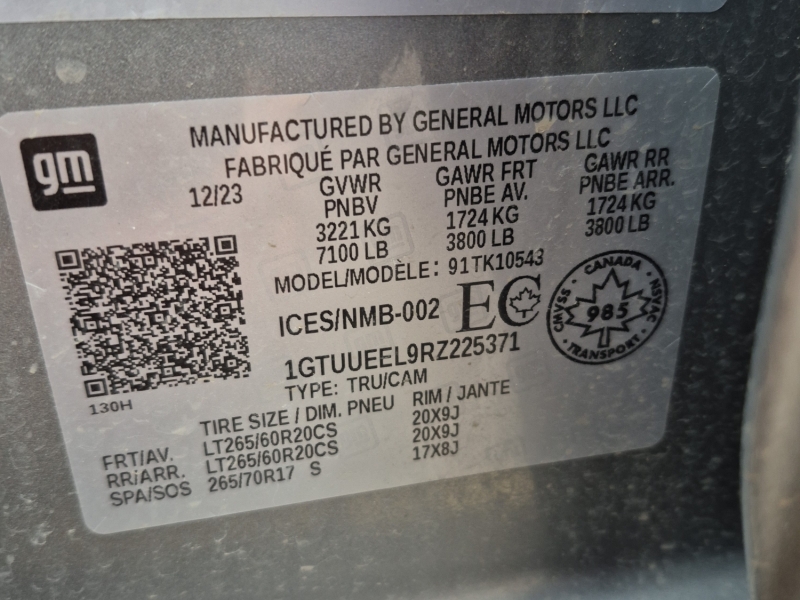 gm
MANUFACTURED BY GENERAL MOTORS LLC
FABRIQUÉ PAR GENERAL MOTORS LLC
12/23
GVWR
PNBV
3221 KG
7100 LB
GAWR FRT
PNBE AV.
1724 KG
3800 LB
GAWR RR
PNBE ARR.
1724 KG
3800 LB
MODEL/MODÈLE: 91TK10543
ICES/NMB-002
EC
CANADA
CMVSS
985
NSVAC
TRANSPORT
1GTUUEEL9RZ225371
TYPE: TRU/CAM
130H
TIRE SIZE / DIM. PNEU RIM / JANTE
FRT/AV. LT265/60R20CS 20X9J
RR/ARR. LT265/60R20CS 20X9J
SPA/SOS 265/70R17 S 17X8J